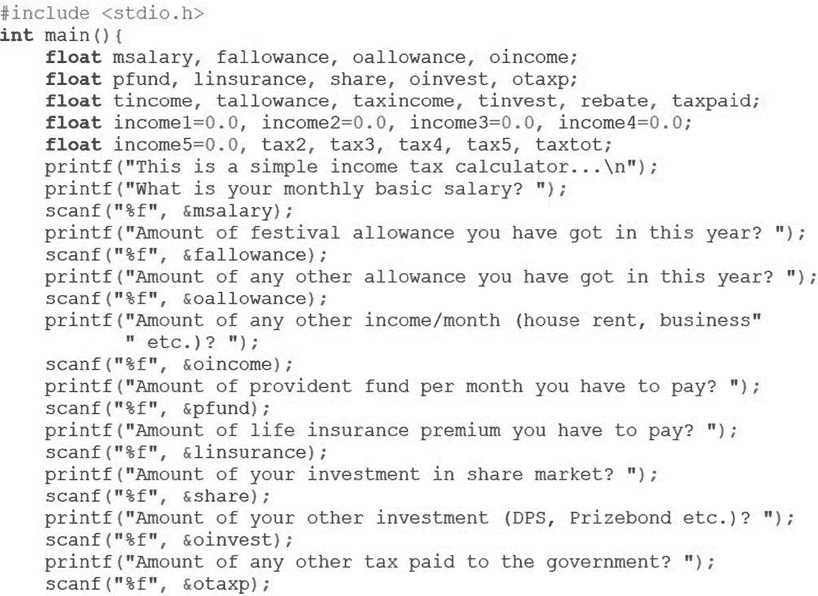 #include <stdio.h>
int main(){
    float msalary, fallowance, oallowance, oincome;
    float pfund, linsurance, share, oinvest, otaxp;
    float tincome, tallowance, taxincome, tinvest, rebate, taxpaid;
    float income1=0.0, income2=0.0, income3=0.0, income4=0.0;
    float income5=0.0, tax2, tax3, tax4, tax5, taxtot;
    printf("This is a simple income tax calculator...\n");
    printf("What is your monthly basic salary? ");
    scanf("%f", &msalary);
    printf("Amount of festival allowance you have got in this year? ");
    scanf("%f", &fallowance);
    printf("Amount of any other allowance you have got in this year? ");
    scanf("%f", &oallowance);
    printf("Amount of any other income/month (house rent, business"
           " etc.)? ");
    scanf("%f", &oincome);
    printf("Amount of provident fund per month you have to pay? ");
    scanf("%f", &pfund);
    printf("Amount of life insurance premium you have to pay? ");
    scanf("%f", &linsurance);
    printf("Amount of your investment in share market? ");
    scanf("%f", &share);
    printf("Amount of your other investment (DPS, Prizebond etc.)? ");
    scanf("%f", &oinvest);
    printf("Amount of any other tax paid to the government? ");
    scanf("%f", &otaxp);